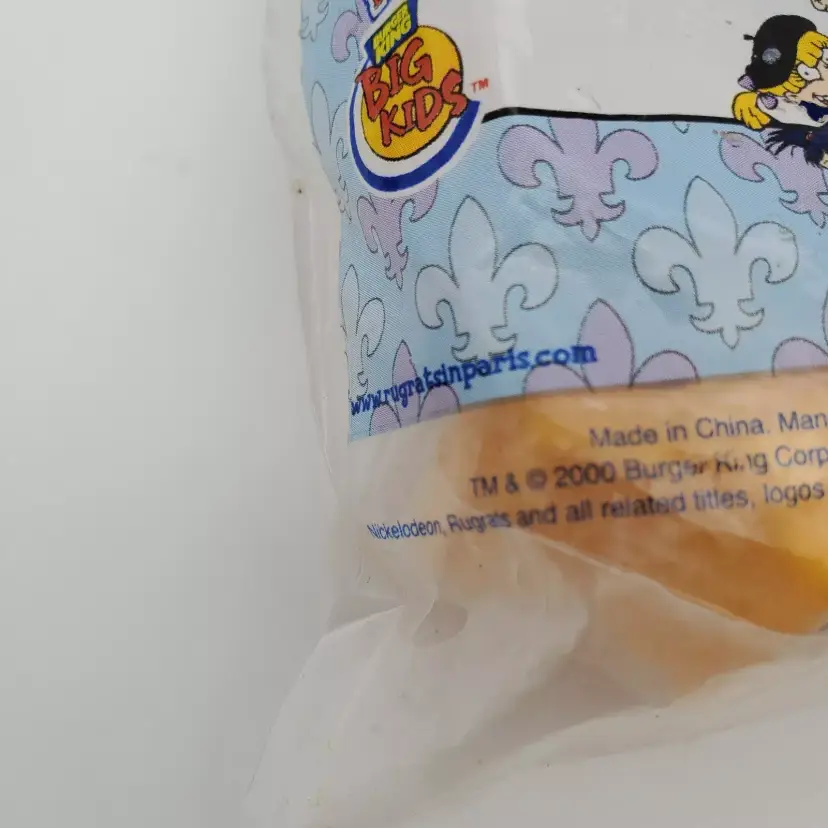 BURGER
KING
BIG
KIDS™
www.rugratsinparis.com
Made in China. Man
TM & © 2000 Burger King Corp
Nickelodeon, Rugrats and all related titles, logos